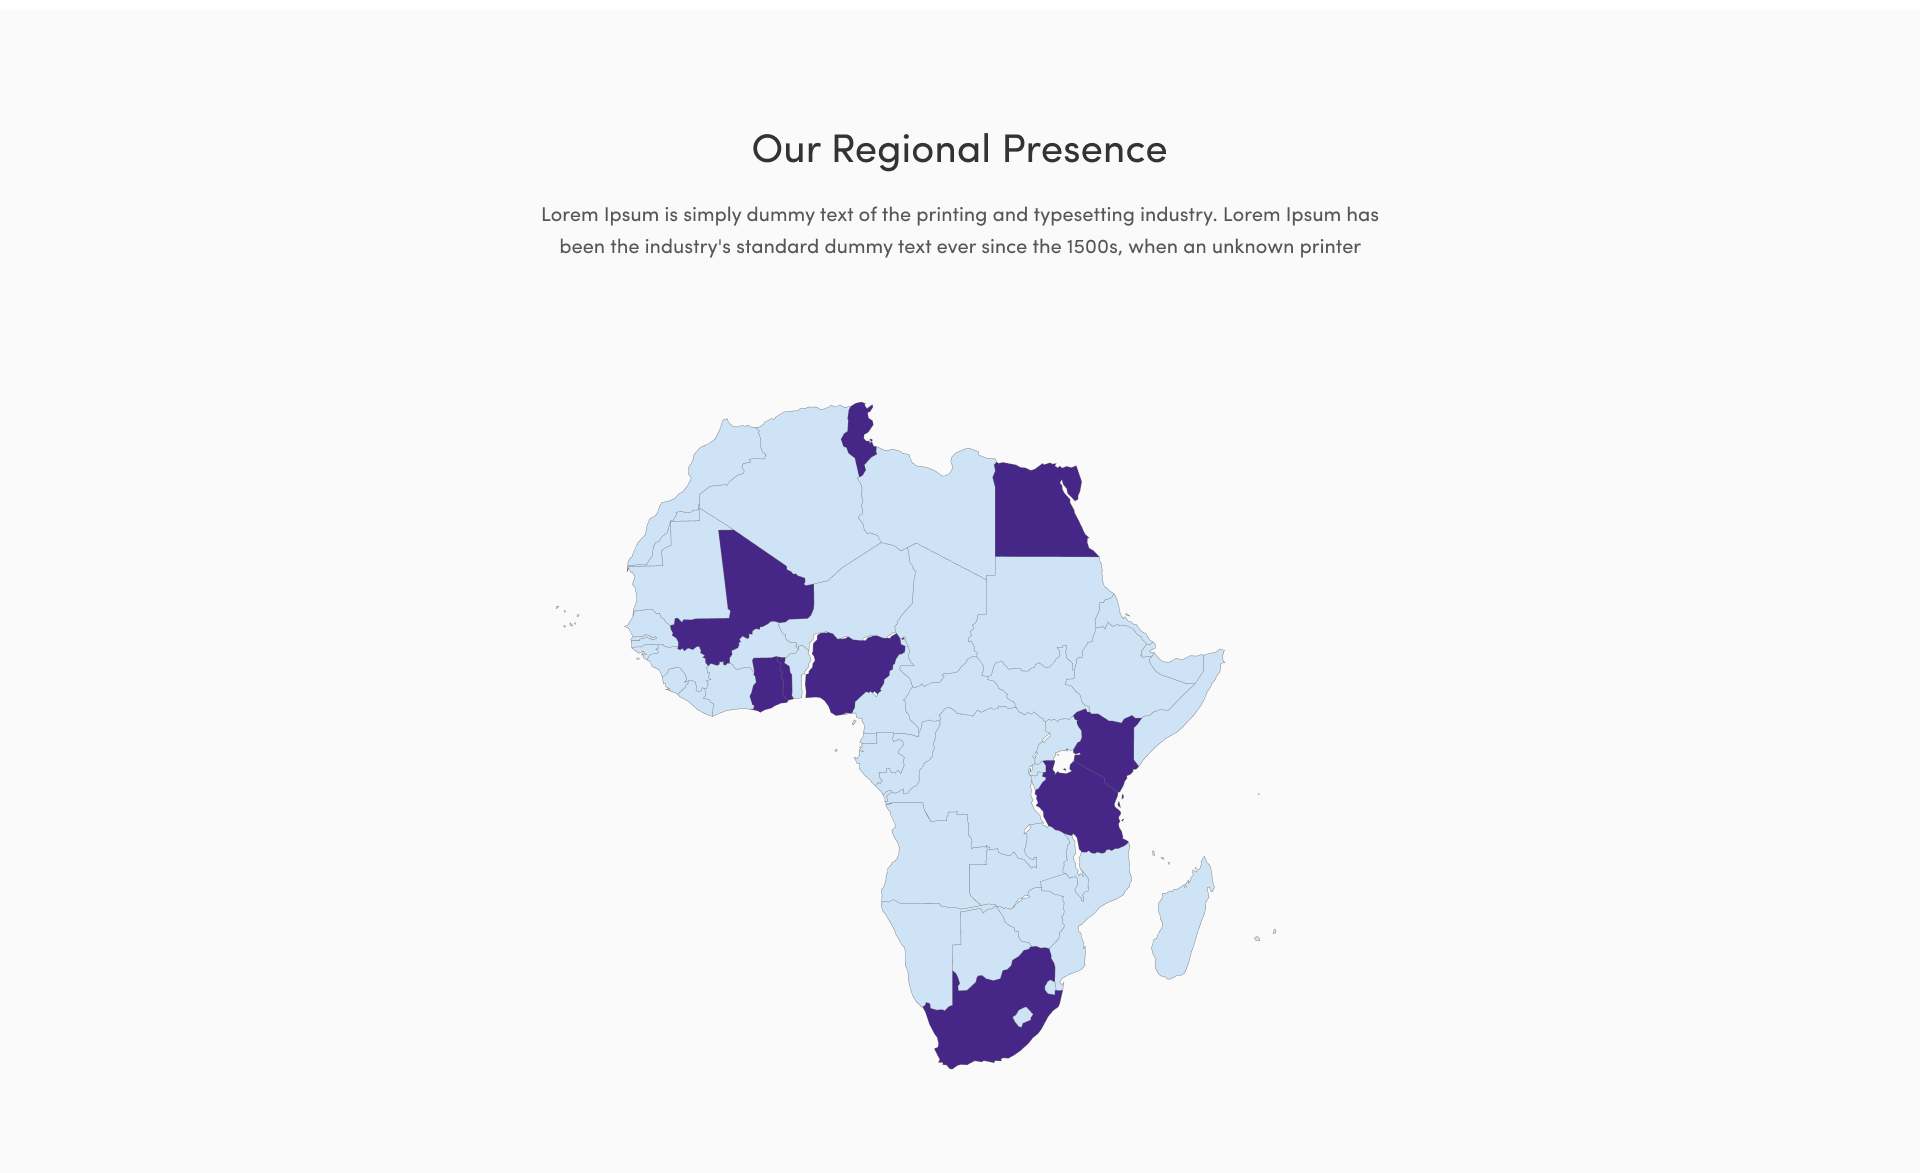 Our Regional Presence
Lorem Ipsum is simply dummy text of the printing and typesetting industry. Lorem Ipsum has
been the industry's standard dummy text ever since the 1500s, when an unknown printer